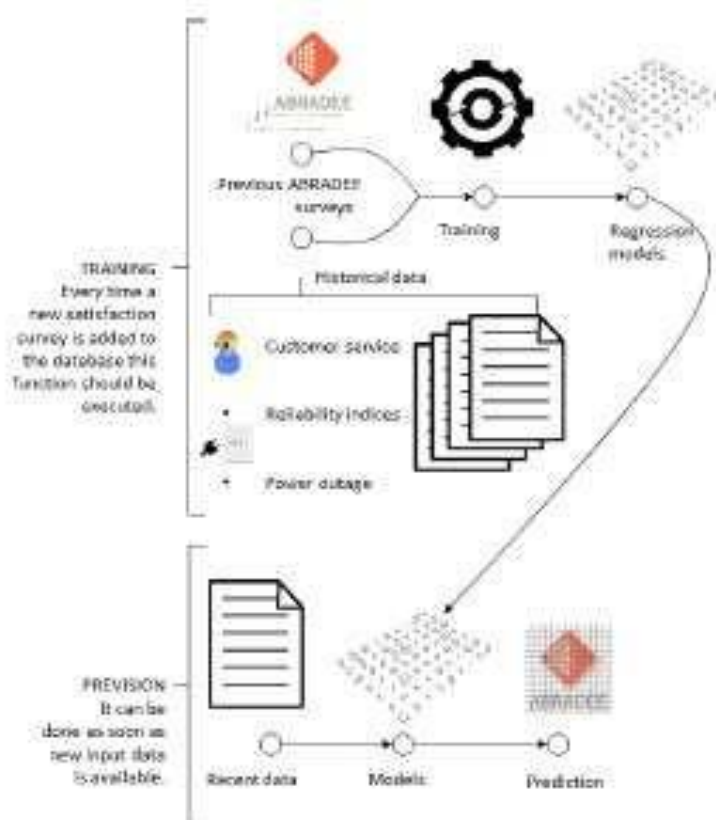 ABRADEE
Previous ABRADEE
surveys
Training
Regression
models
TRAINING
Every time a
new satisfaction
survey is added to
the database this
function should be
executed.
Historical data
Customer service
Reliability indices
Power outage
PREVISION
It can be
done as soon as
new input data
is available.
ABRADEE
Recent data
Models
Prediction